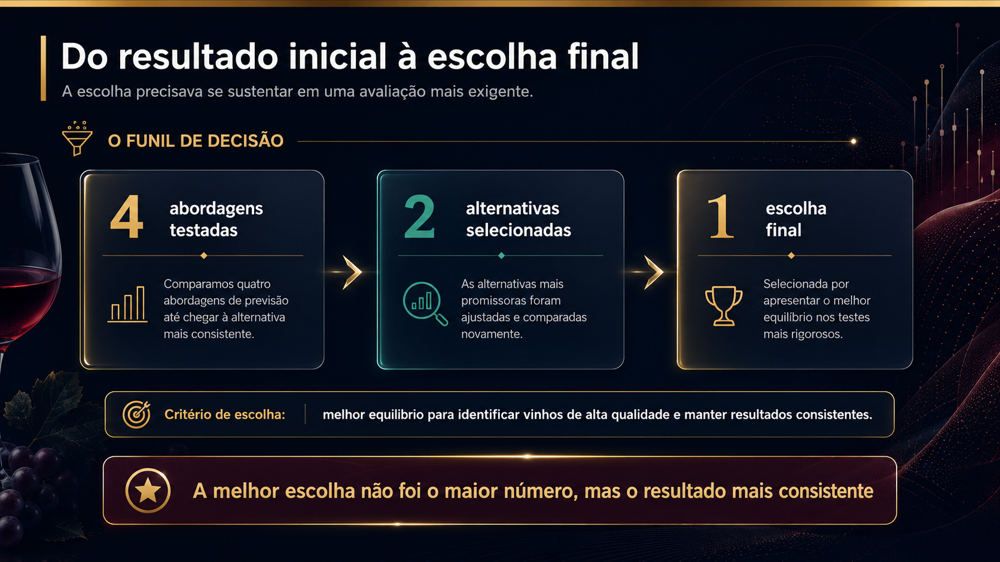 Do resultado inicial à escolha final
A escolha precisava se sustentar em uma avaliação mais exigente.
O FUNIL DE DECISÃO
4
abordagens
testadas
Comparamos quatro
abordagens de previsão
até chegar à alternativa
mais consistente.
2
alternativas
selecionadas
As alternativas mais
promissoras foram
ajustadas e comparadas
novamente.
1
escolha
final
Selecionada por
apresentar o melhor
equilíbrio nos testes
mais rigorosos.
Critério de escolha: melhor equilibrio para identificar vinhos de alta qualidade e manter resultados consistentes.
A melhor escolha não foi o maior número, mas o resultado mais consistente